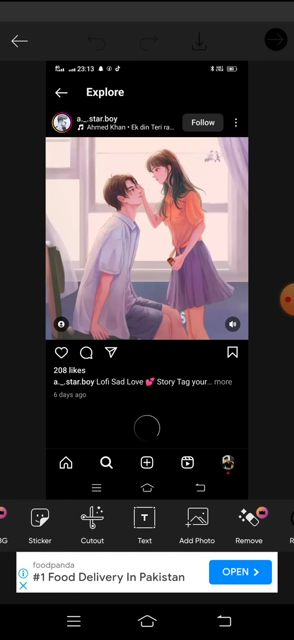 23:13
Explore
a._.star.boy
Ahmed Khan • Ek din Teri ra...
Follow
208 likes
a._.star.boy Lofi Sad Love 💕 Story Tag your... more
6 days ago
BG
Sticker
Cutout
T
Text
Add Photo
Remove
foodpanda
#1 Food Delivery In Pakistan
OPEN